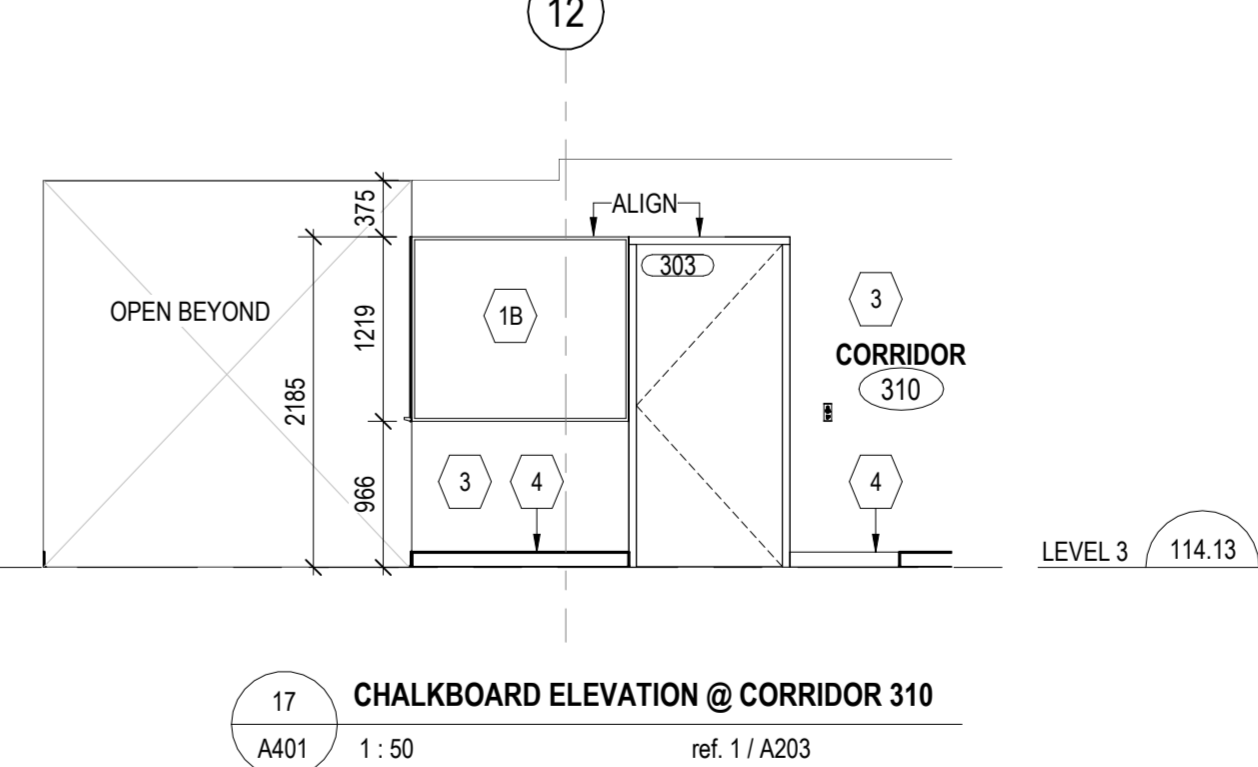 12
375
ALIGN
303
OPEN BEYOND
1219
1B
3
CORRIDOR
310
2185
966
3
4
4
LEVEL 3
114.13
17
CHALKBOARD ELEVATION @ CORRIDOR 310
A401
1 : 50
ref. 1 / A203